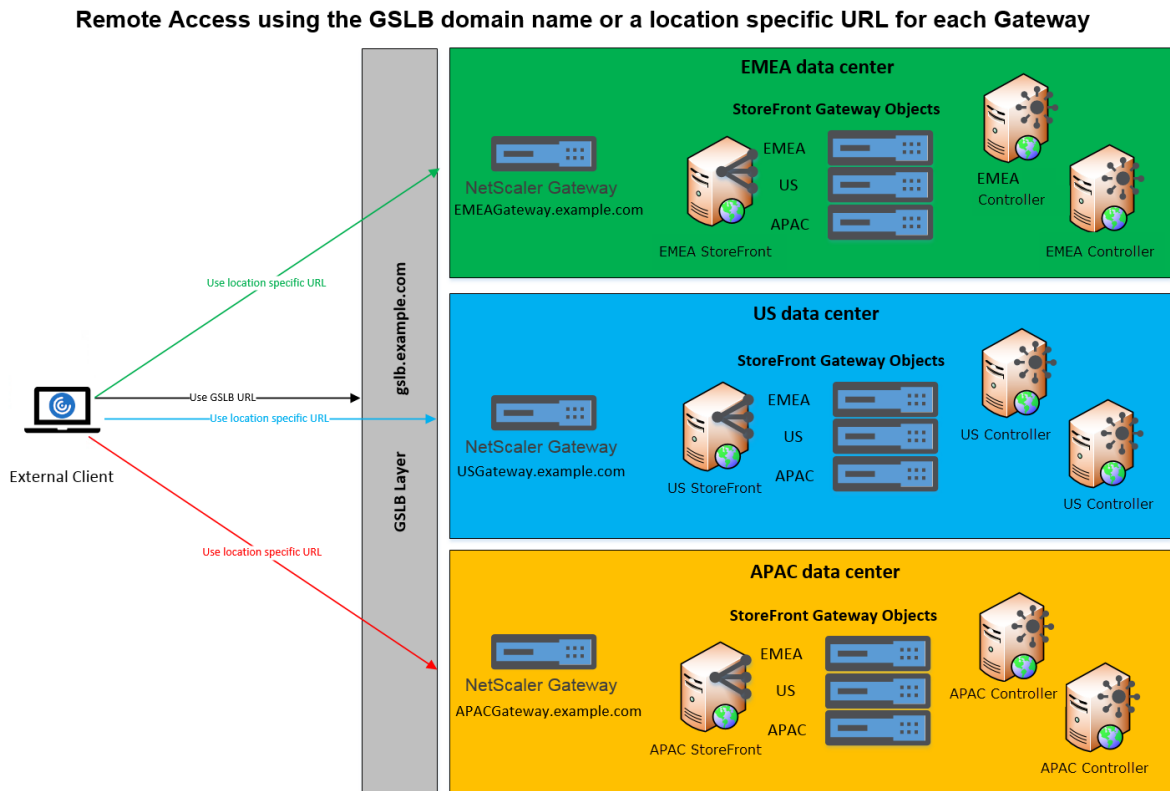 Remote Access using the GSLB domain name or a location specific URL for each Gateway
Use location specific URL
Use GSLB URL
Use location specific URL
Use location specific URL
External Client
gslb.example.com
GSLB Layer
EMEA data center
StoreFront Gateway Objects
NetScaler Gateway
EMEAGateway.example.com
EMEA StoreFront
EMEA
US
APAC
EMEA
Controller
EMEA Controller
US data center
StoreFront Gateway Objects
NetScaler Gateway
USGateway.example.com
US StoreFront
EMEA
US
APAC
US Controller
US Controller
APAC data center
StoreFront Gateway Objects
NetScaler Gateway
APACGateway.example.com
APAC StoreFront
EMEA
US
APAC
APAC Controller
APAC Controller